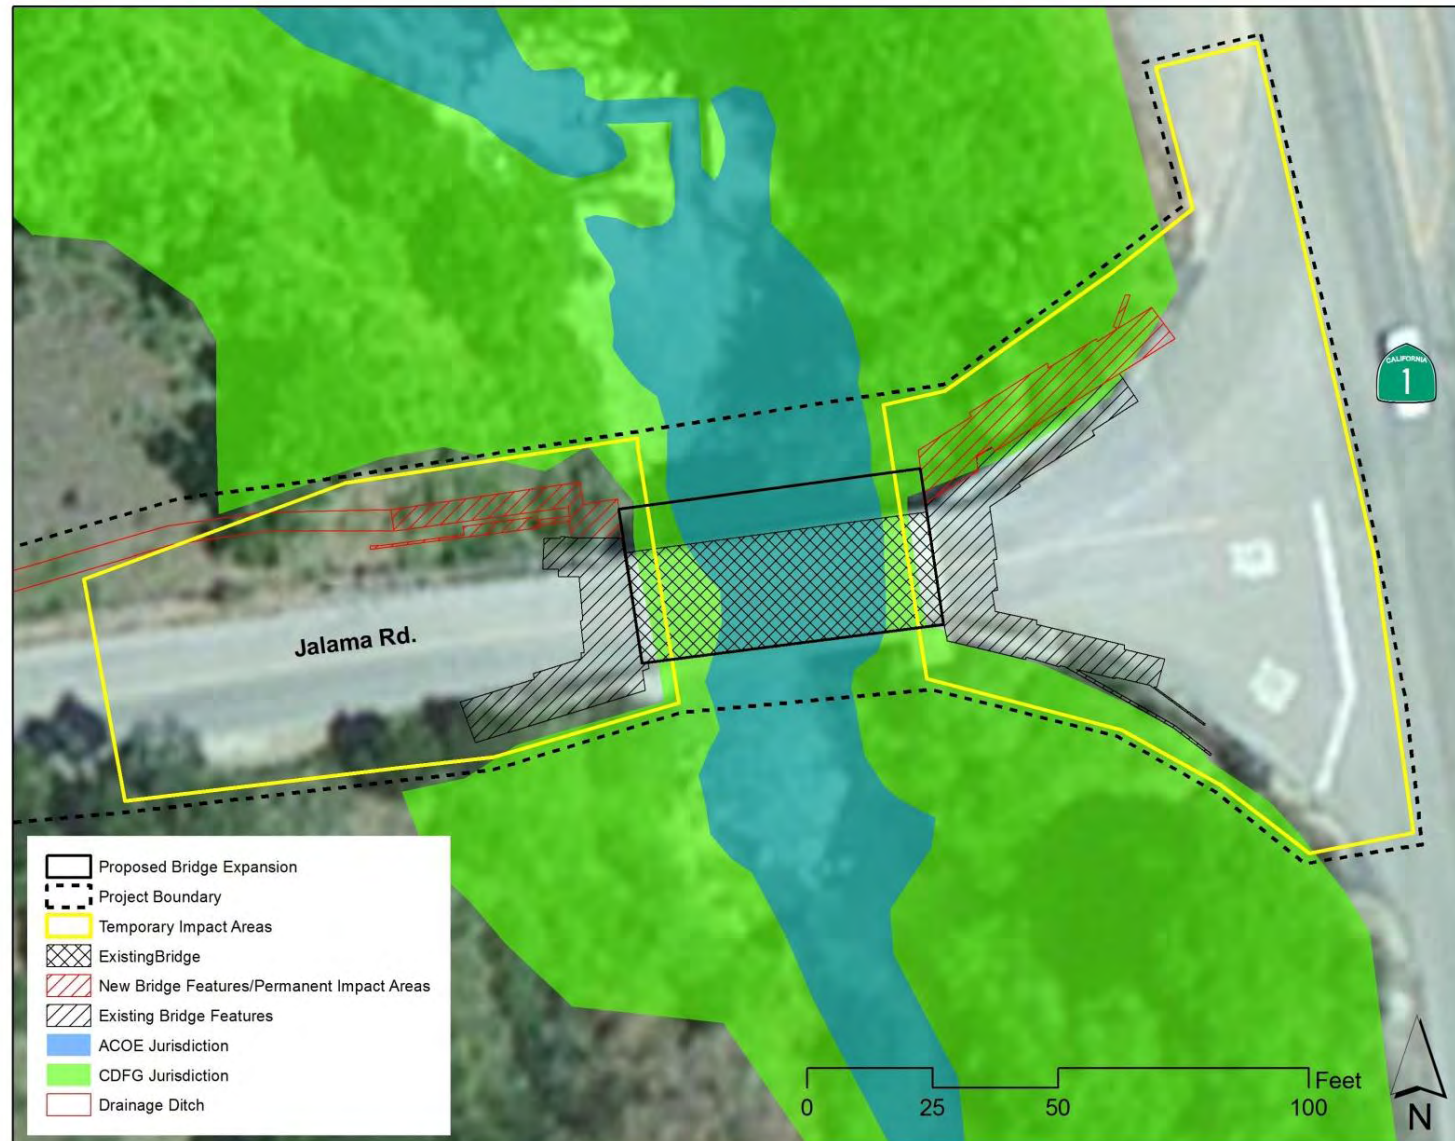 CALIFORNIA
1
Jalama Rd.
Proposed Bridge Expansion
Project Boundary
Temporary Impact Areas
ExistingBridge
New Bridge Features/Permanent Impact Areas
Existing Bridge Features
ACOE Jurisdiction
CDFG Jurisdiction
Drainage Ditch
Feet
0 25 50 100
N